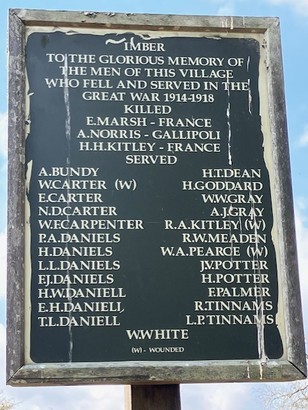 IMBER
TO THE GLORIOUS MEMORY OF
THE MEN OF THIS VILLAGE
WHO FELL AND SERVED IN THE
GREAT WAR 1914-1918
KILLED
E.MARSH - FRANCE
A.NORRIS - GALLIPOLI
H.H.KITLEY - FRANCE
SERVED
A.BUNDY H.T.DEAN
W.CARTER (W) H.GODDARD
E.CARTER W.W.GRAY
N.D.CARTER A.J.GRAY
W.F.CARPENTER R.A.KITLEY (W)
P.A.DANIELS R.W.MEADEN
H.DANIELS W.A.PEARCE (W)
L.L.DANIELS J.V.POTTER
F.J.DANIELS H.POTTER
H.W.DANIELL F.PALMER
E.H.DANIELL R.TINNAMS
T.L.DANIELL L.P.TINNAMS
W.WHITE
(W) - WOUNDED